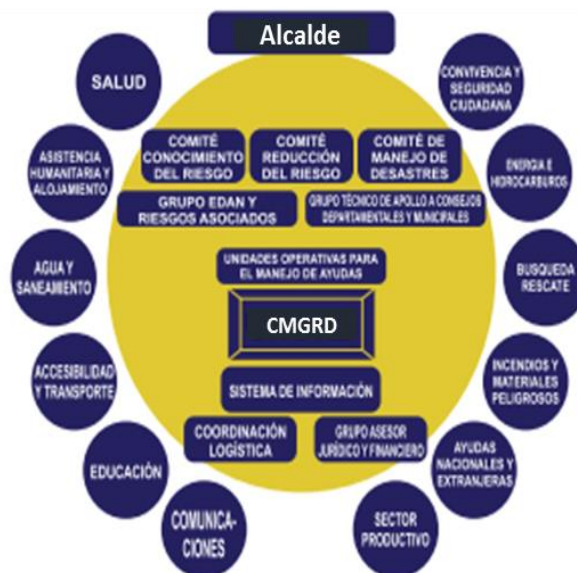 Alcalde
SALUD
CONVIVENCIA Y
SEGURIDAD
CIUDADANA
COMITÉ
CONOCIMIENTO
DEL RIESGO
COMITÉ
REDUCCIÓN
DEL RIESGO
COMITÉ DE
MANEJO DE
DESASTRES
ASISTENCIA
HUMANITARIA Y
ALOJAMIENTO
ENERGIA E
HIDROCARBUROS
GRUPO EDAN Y
RIESGOS ASOCIADOS
GRUPO TÉCNICO DE APOLLO A CONSEJOS
DEPARTAMENTALES Y MUNICIPALES
AGUA Y
SANEAMIENTO
UNIDADES OPERATIVAS PARA
EL MANEJO DE AYUDAS
BUSQUEDA
RESCATE
CMGRD
ACCESIBILIDAD
Y TRANSPORTE
SISTEMA DE INFORMACIÓN
INCENDIOS Y
MATERIALES
PELIGROSOS
COORDINACIÓN
LOGÍSTICA
GRUPO ASESOR
JURÍDICO Y FINANCIERO
EDUCACIÓN
AYUDAS
NACIONALES Y
EXTRANJERAS
COMUNICA-
CIONES
SECTOR
PRODUCTIVO